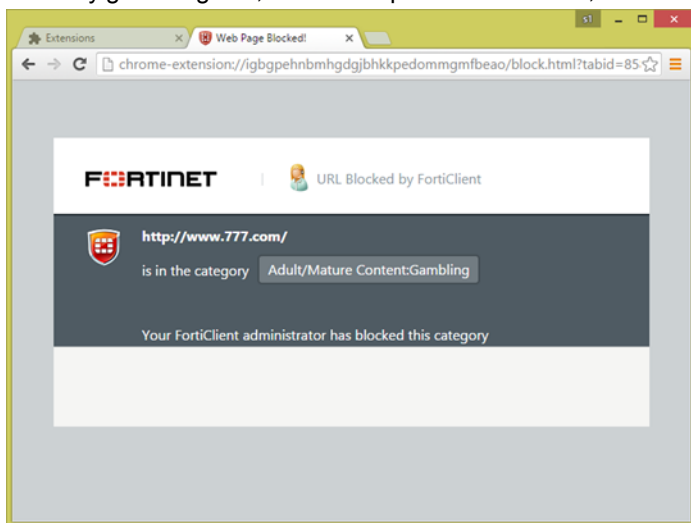 s1
Extensions Web Page Blocked!
chrome-extension://igbgpehnbmhgdgjbhkkpedommgmfbeao/block.html?tabid=85
FORTINET URL Blocked by FortiClient
http://www.777.com/
is in the category Adult/Mature Content:Gambling
Your FortiClient administrator has blocked this category